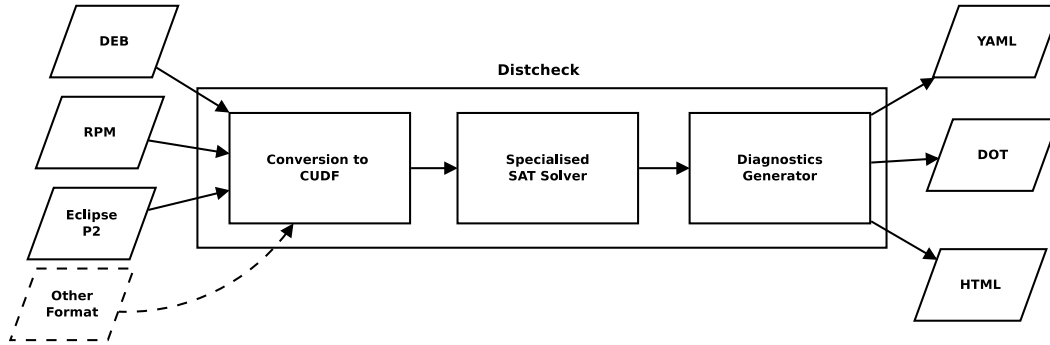 DEB
RPM
Eclipse
P2
Other
Format
Distcheck
Conversion to
CUDF
Specialised
SAT Solver
Diagnostics
Generator
YAML
DOT
HTML